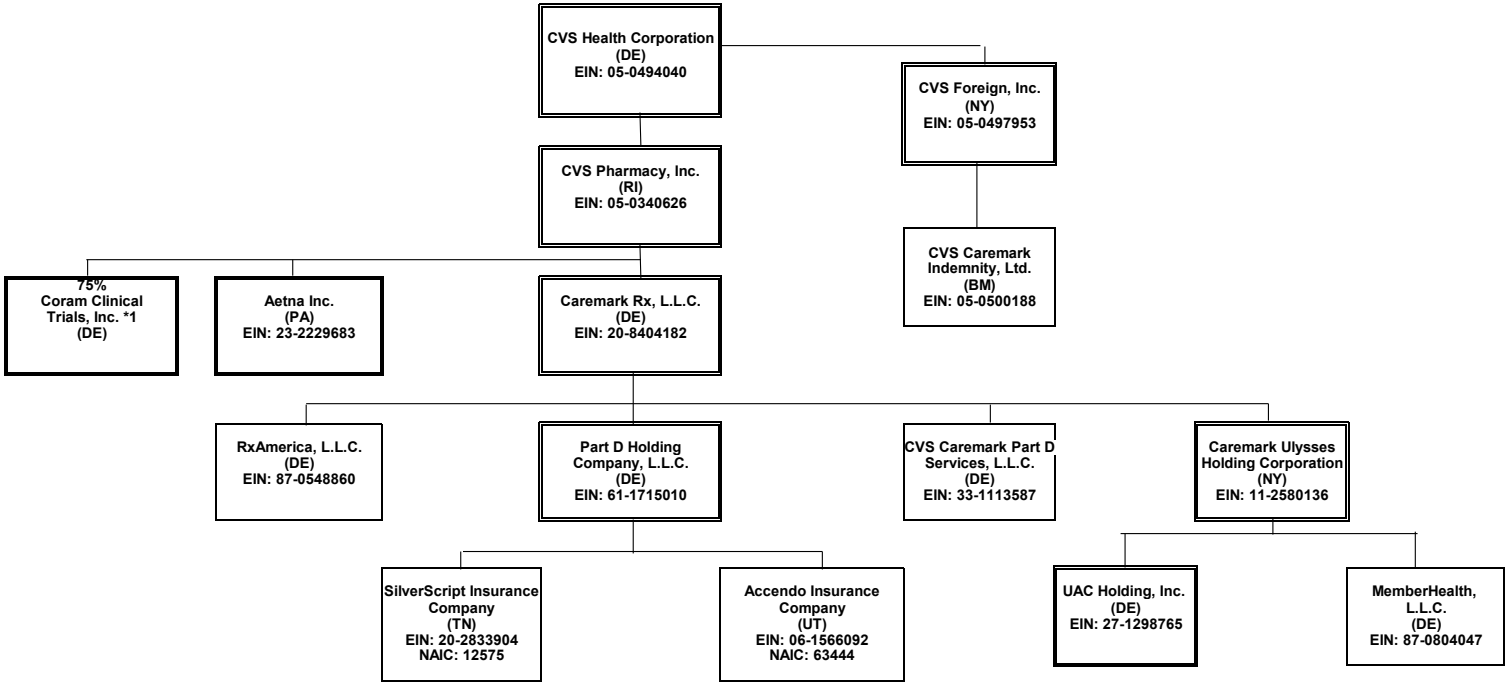 CVS Health Corporation
(DE)
EIN: 05-0494040
CVS Foreign, Inc.
(NY)
EIN: 05-0497953
CVS Pharmacy, Inc.
(RI)
EIN: 05-0340626
CVS Caremark
Indemnity, Ltd.
(BM)
EIN: 05-0500188
75%
Coram Clinical
Trials, Inc. *1
(DE)
Aetna Inc.
(PA)
EIN: 23-2229683
Caremark Rx, L.L.C.
(DE)
EIN: 20-8404182
RxAmerica, L.L.C.
(DE)
EIN: 87-0548860
Part D Holding
Company, L.L.C.
(DE)
EIN: 61-1715010
CVS Caremark Part D
Services, L.L.C.
(DE)
EIN: 33-1113587
Caremark Ulysses
Holding Corporation
(NY)
EIN: 11-2580136
SilverScript Insurance
Company
(TN)
EIN: 20-2833904
NAIC: 12575
Accendo Insurance
Company
(UT)
EIN: 06-1566092
NAIC: 63444
UAC Holding, Inc.
(DE)
EIN: 27-1298765
MemberHealth,
L.L.C.
(DE)
EIN: 87-0804047